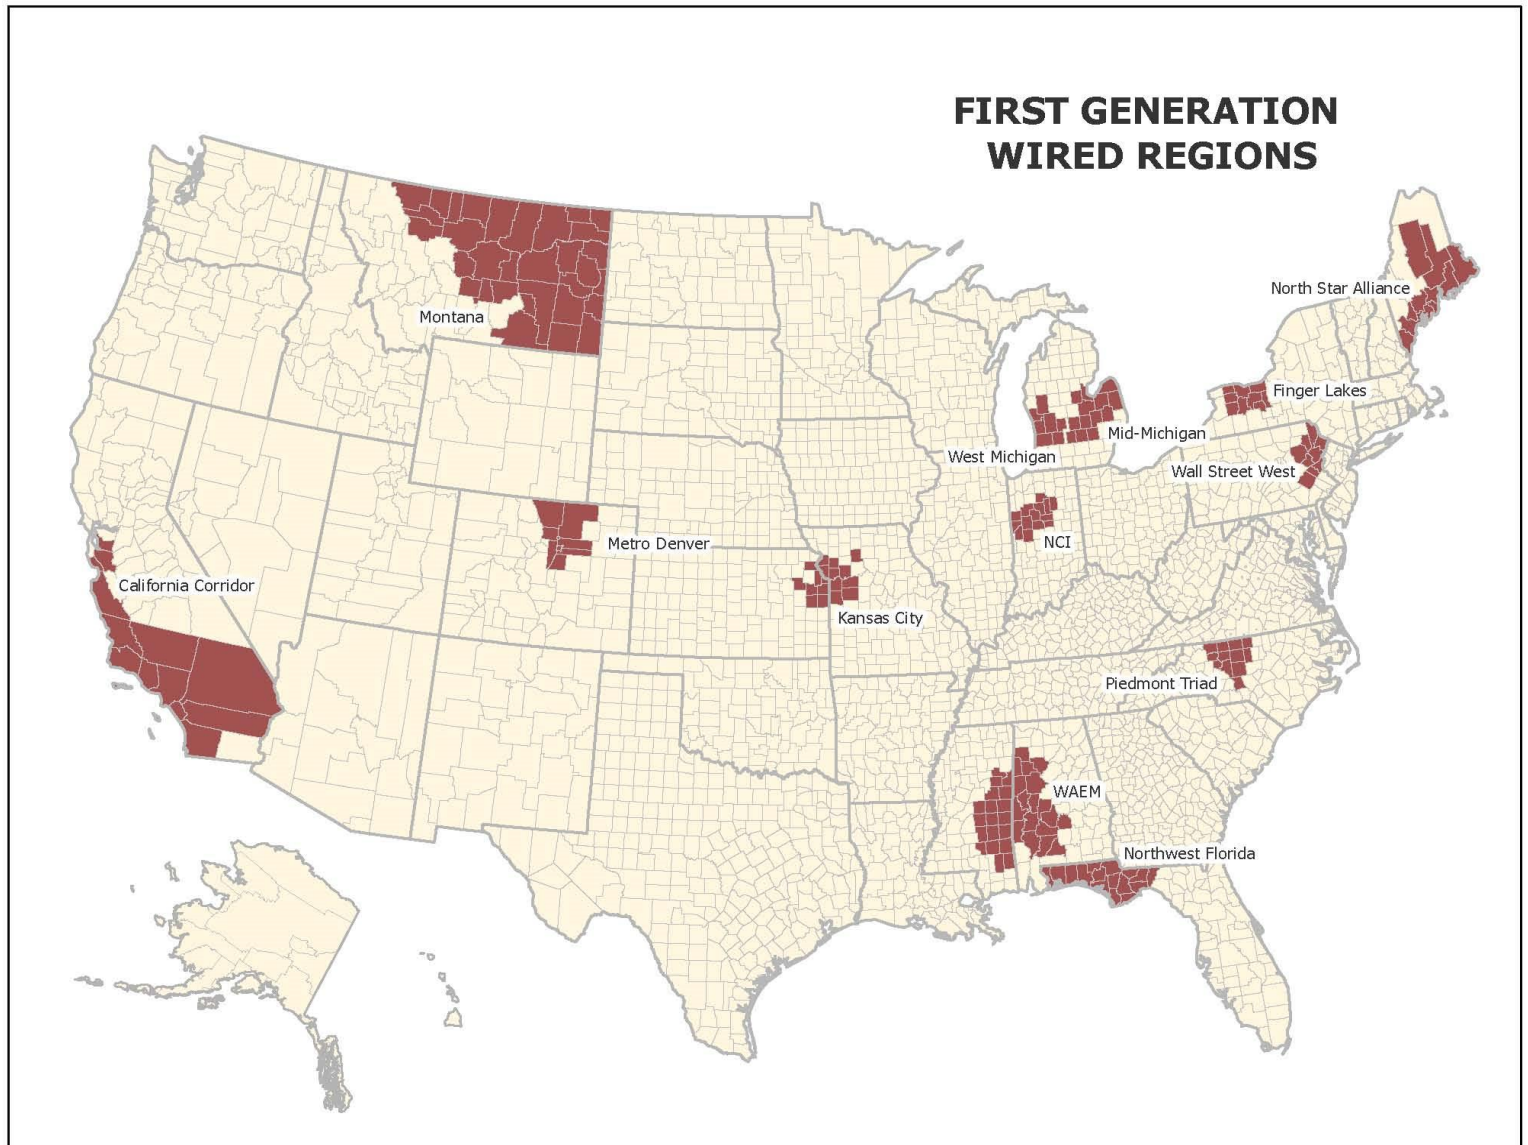 FIRST GENERATION
WIRED REGIONS
North Star Alliance
Montana
Finger Lakes
Mid-Michigan
West Michigan
Wall Street West
NCI
Metro Denver
California Corridor
Kansas City
Piedmont Triad
WAEM
Northwest Florida